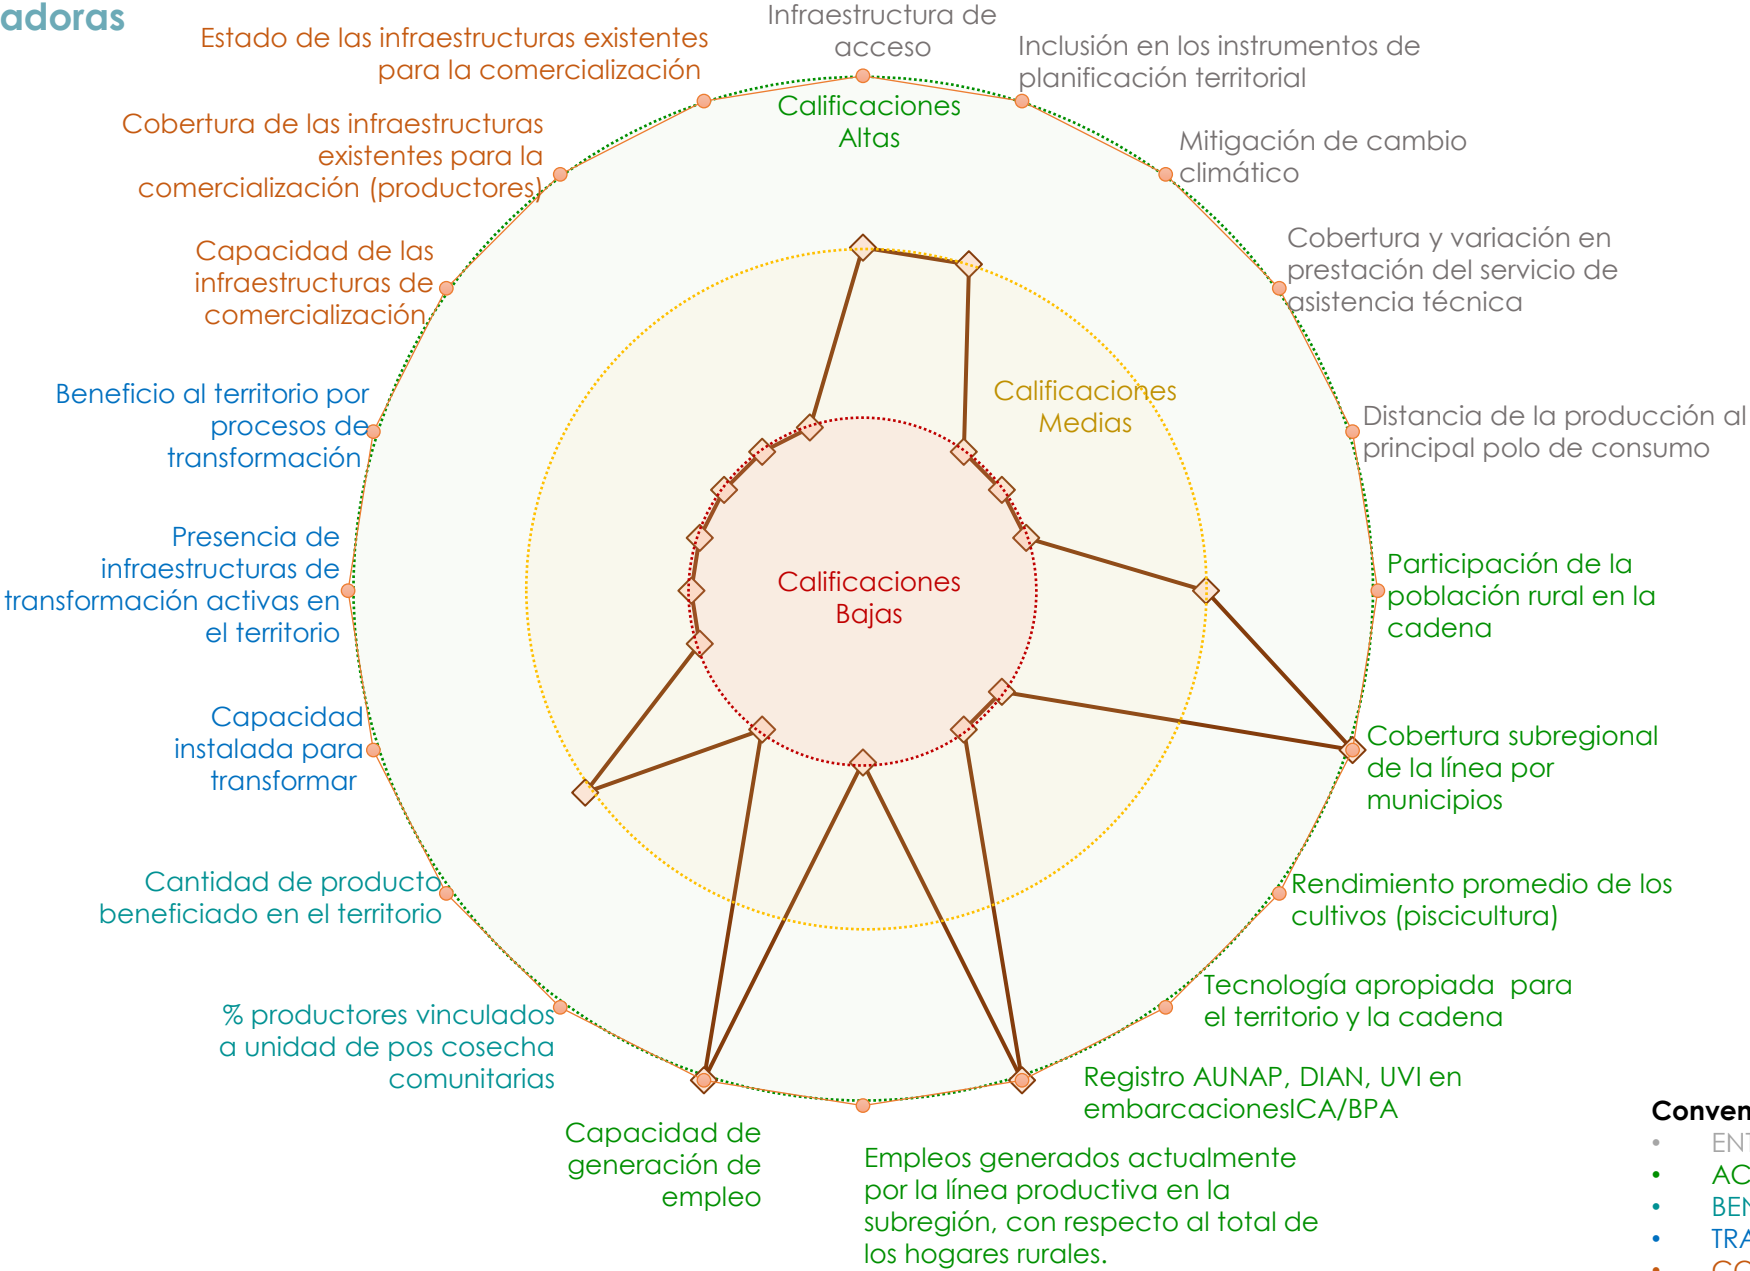 adoras
Infraestructura de
acceso
Inclusión en los instrumentos de
planificación territorial
Mitigación de cambio
climático
Cobertura y variación en
prestación del servicio de
asistencia técnica
Distancia de la producción al
principal polo de consumo
Participación de la
población rural en la
cadena
Cobertura subregional
de la línea por
municipios
Rendimiento promedio de los
cultivos (piscicultura)
Tecnología apropiada  para
el territorio y la cadena
Registro AUNAP, DIAN, UVI en
embarcacionesICA/BPA
Empleos generados actualmente
por la línea productiva en la
subregión, con respecto al total de
los hogares rurales.
Capacidad de
generación de
empleo
% productores vinculados
a unidad de pos cosecha
comunitarias
Cantidad de producto
beneficiado en el territorio
Capacidad
instalada para
transformar
Presencia de
infraestructuras de
transformación activas en
el territorio
Beneficio al territorio por
procesos de
transformación
Capacidad de las
infraestructuras de
comercialización
Cobertura de las infraestructuras
existentes para la
comercialización (productores)
Estado de las infraestructuras existentes
para la comercialización
Calificaciones
Altas
Calificaciones
Medias
Calificaciones
Bajas
Conven
• ENT
• AC
• BEN
• TRA
• CO